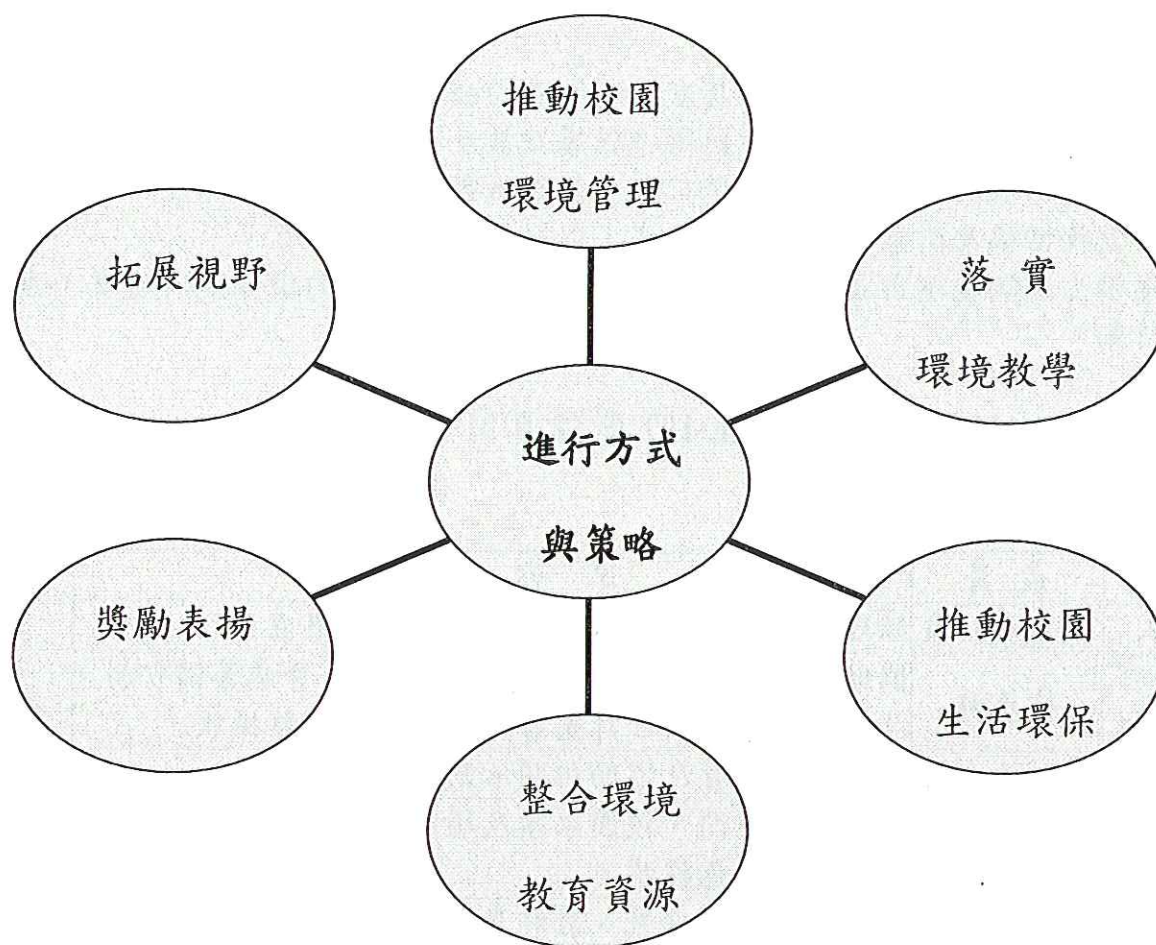 推動校園
環境管理
拓展視野
落 實
環境教學
進行方式
與策略
獎勵表揚
推動校園
生活環保
整合環境
教育資源